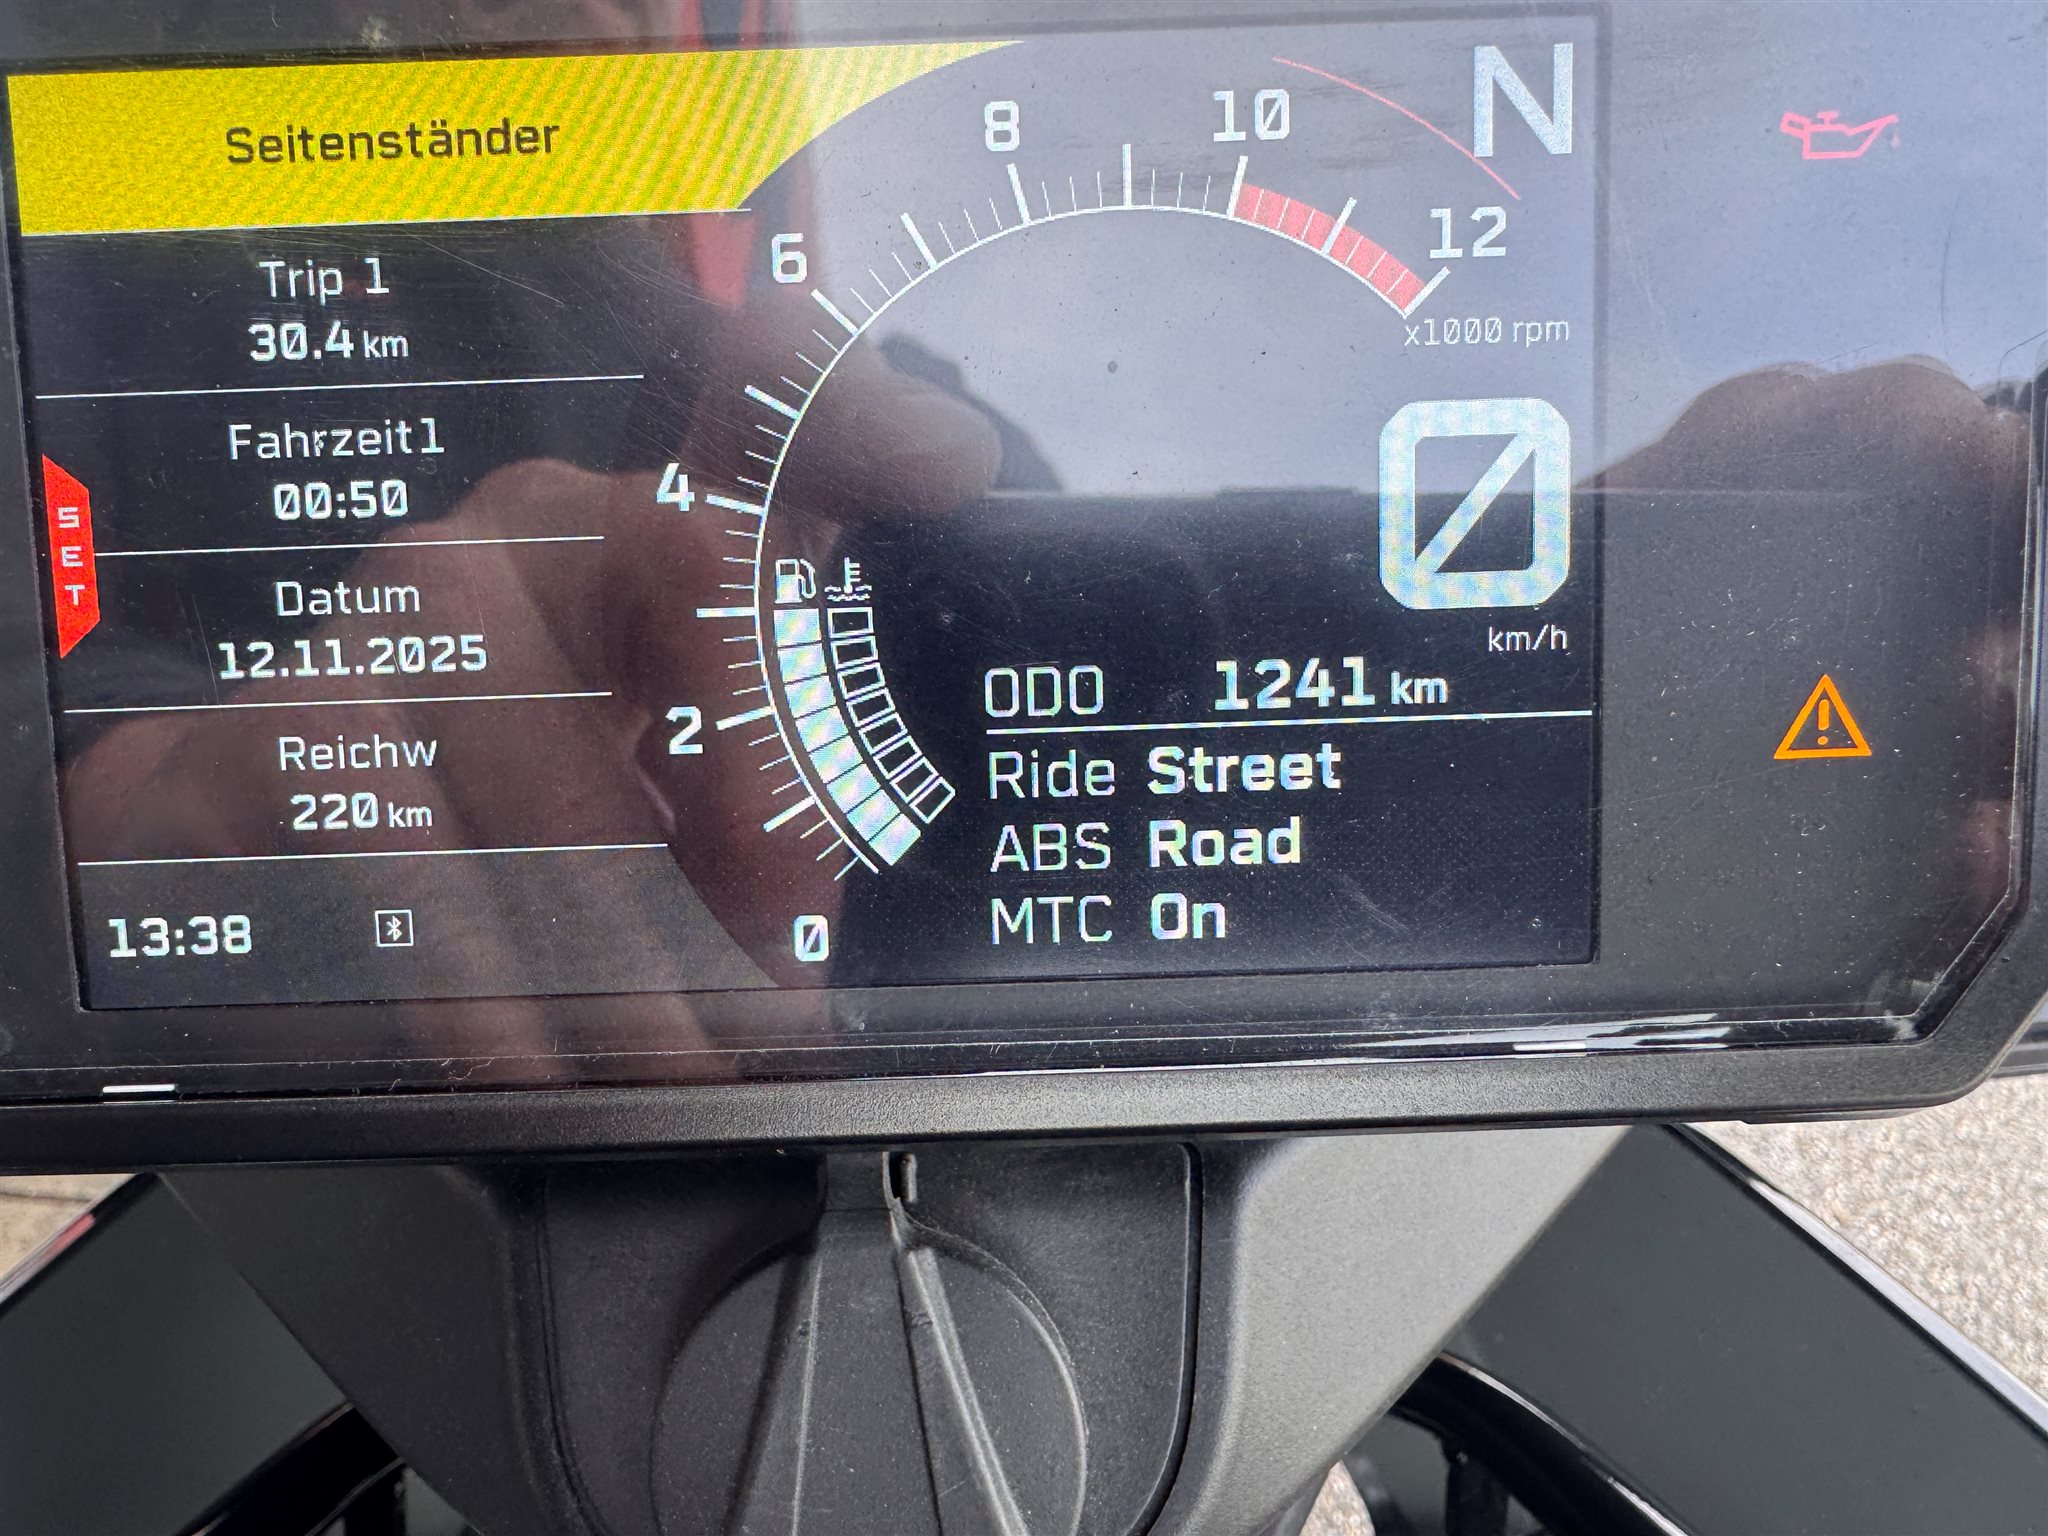 Seitenständer
Trip 1
30.4 km
Fahrzeit1
00:50
Datum
12.11.2025
Reichw
220 km
13:38
SET
0
2
4
6
8
10
12
x1000 rpm
N
0
km/h
ODO 1241 km
Ride Street
ABS Road
MTC On